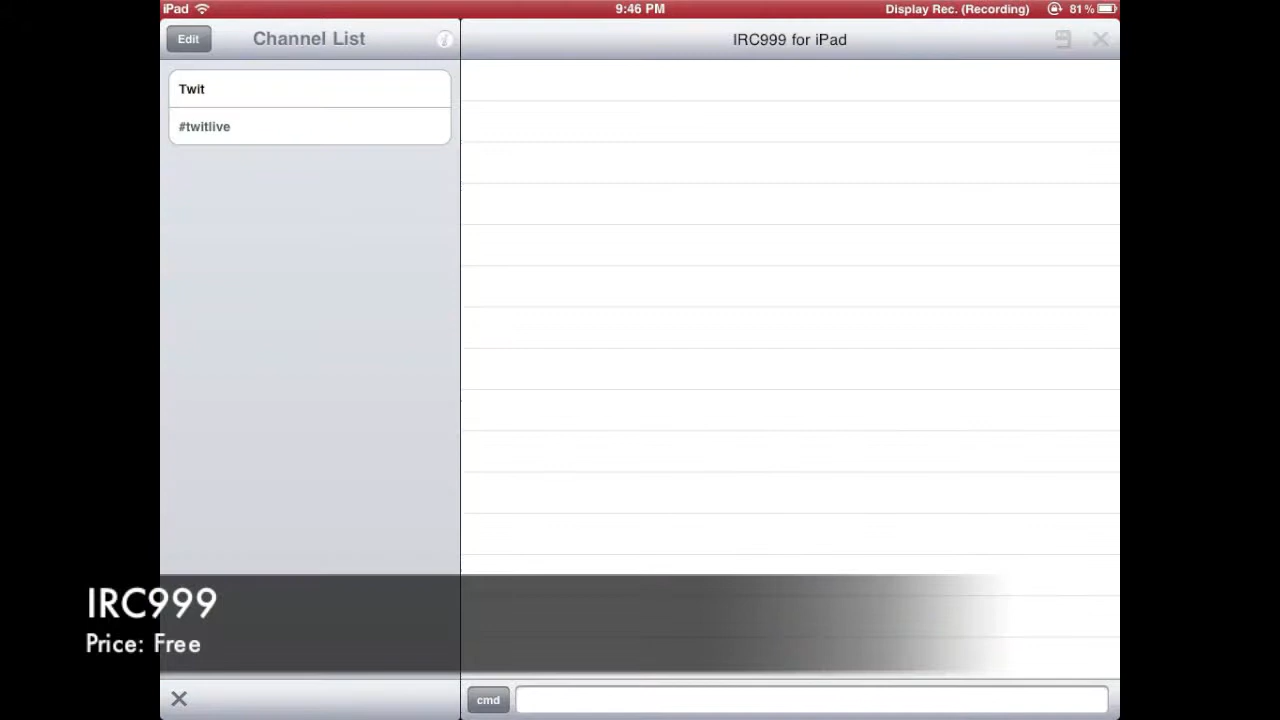 iPad 9:46 PM Display Rec. (Recording) 81%
Edit Channel List IRC999 for iPad
Twit
#twitlive
IRC999
Price: Free
cmd